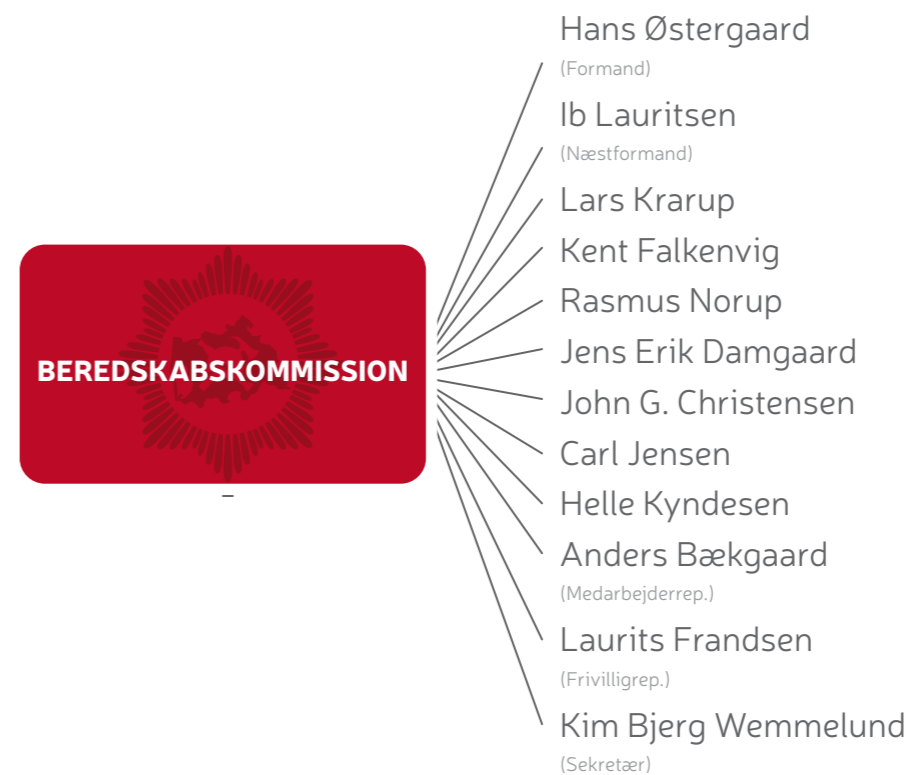 Hans Østergaard
(Formand)
Ib Lauritsen
(Næstformand)
Lars Krarup
Kent Falkenvig
Rasmus Norup
BEREDSKABSKOMMISSION
Jens Erik Damgaard
John G. Christensen
Carl Jensen
Helle Kyndesen
Anders Bækgaard
(Medarbejderrep.)
Laurits Frandsen
(Frivilligrep.)
Kim Bjerg Wemmelund
(Sekretær)